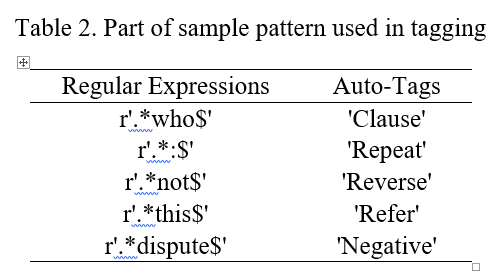 Table 2. Part of sample pattern used in tagging
Regular Expressions Auto-Tags
r'.*who$' 'Clause'
r'.*:$' 'Repeat'
r'.*not$' 'Reverse'
r'.*this$' 'Refer'
r'.*dispute$' 'Negative'